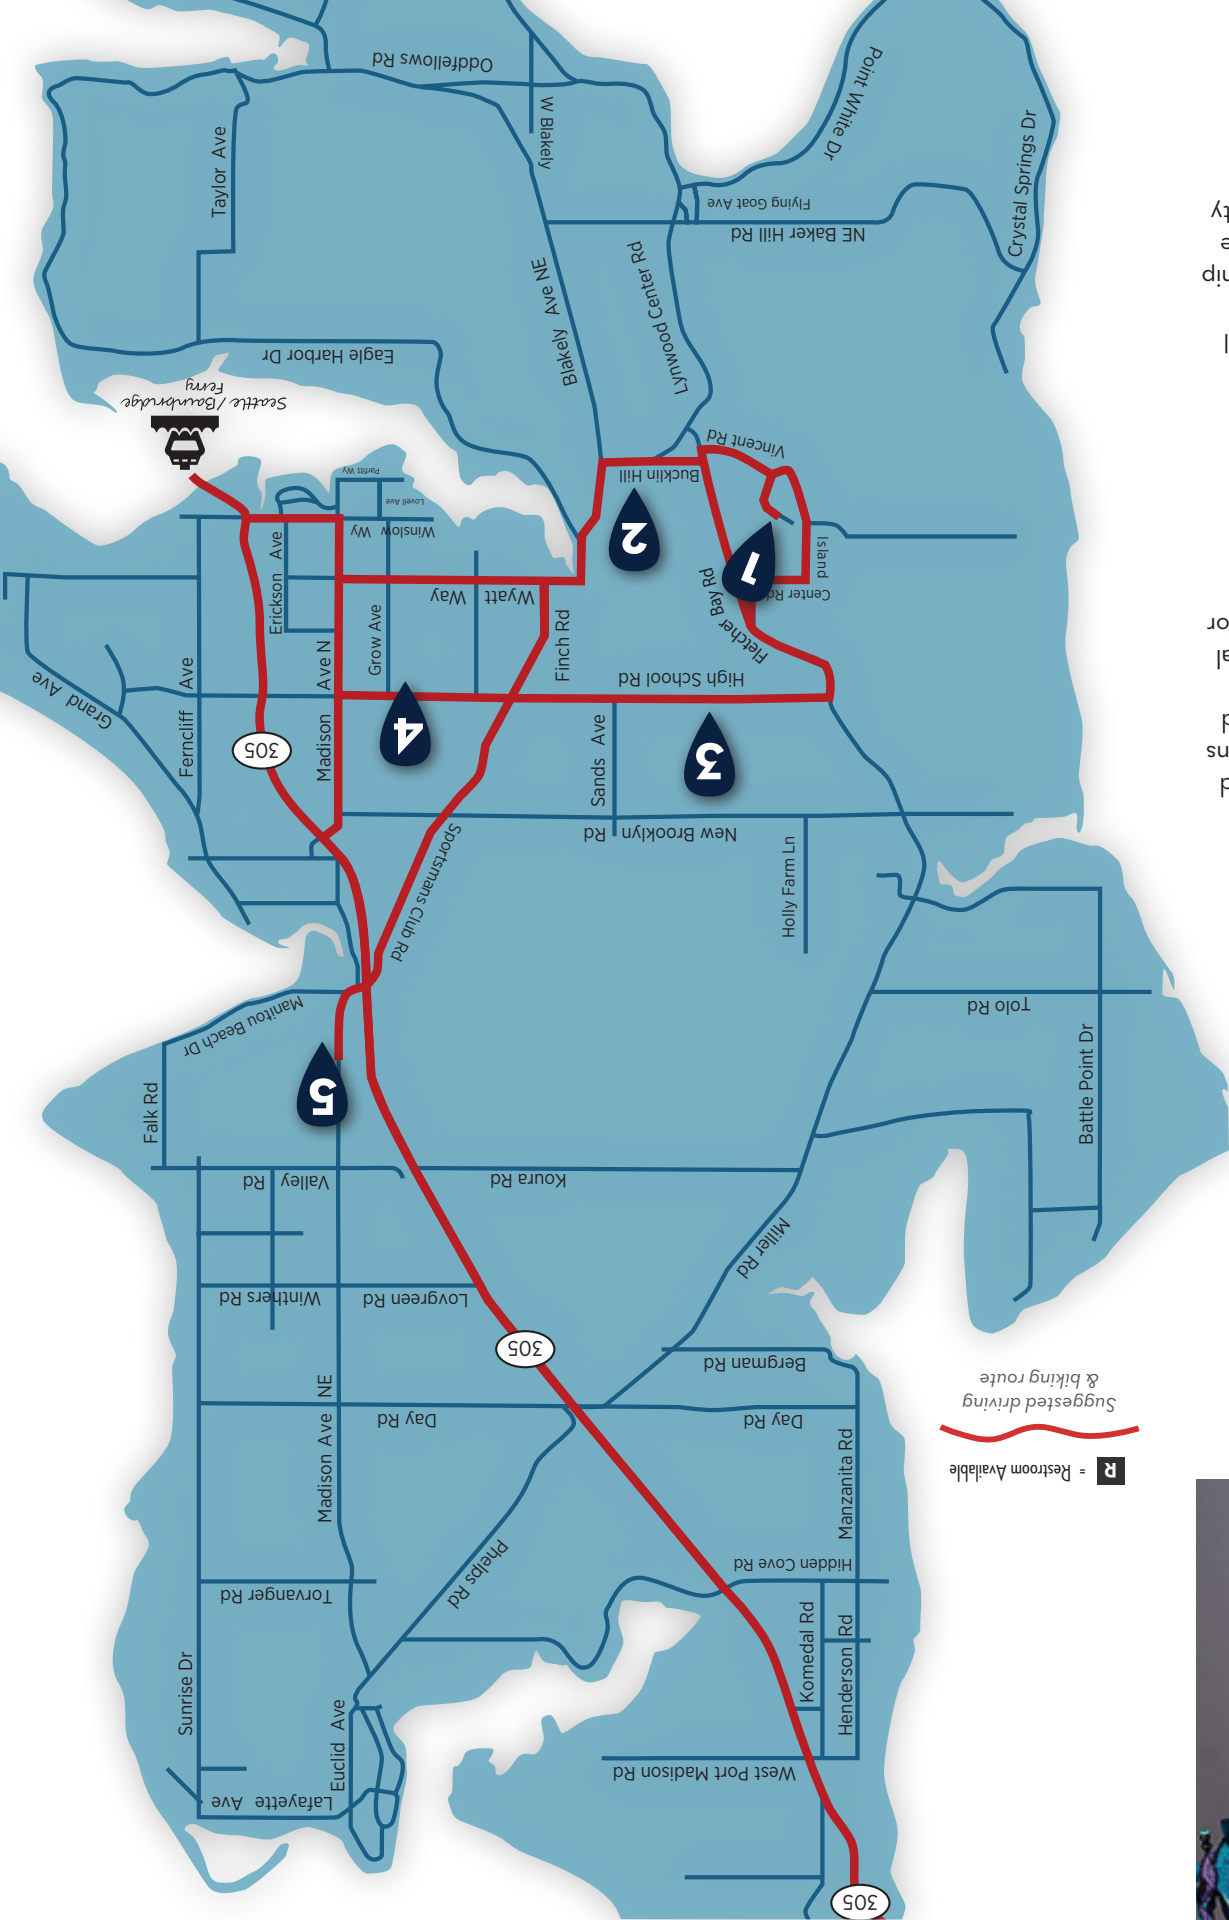 305
West Port Madison Rd
Lafayette Ave
Euclid Ave
Sunrise Dr
Henderson Rd
Komedal Rd
Hidden Cove Rd
Torvanger Rd
Phelps Rd
Manzanita Rd
Madison Ave NE
R = Restroom Available
Suggested driving
& biking route
Day Rd
Day Rd
Bergman Rd
305
Lovgreen Rd
Winthers Rd
Miller Rd
Koura Rd
Valley Rd
Battle Point Dr
Falk Rd
5
Manitou Beach Dr
Tolo Rd
Sportsmans Club Rd
Holly Farm Ln
New Brooklyn Rd
Sands Ave
3
4
305
Madison Ave N
Ferncliff Ave
Grand Ave
High School Rd
Finch Rd
Fletcher Bay Rd
Grow Ave
Erickson Ave
Wyatt Way
Island
Center Rd
1
2
Winslow Wy
Lovell Ave
Parfitt Wy
Bucklin Hill
Vincent Rd
Seattle/Bainbridge
Ferry
Eagle Harbor Dr
Blakely Ave NE
Lynwood Center Rd
NE Baker Hill Rd
Flying Goat Ave
Crystal Springs Dr
Point White Dr
Taylor Ave
W Blakely
Oddfellows Rd